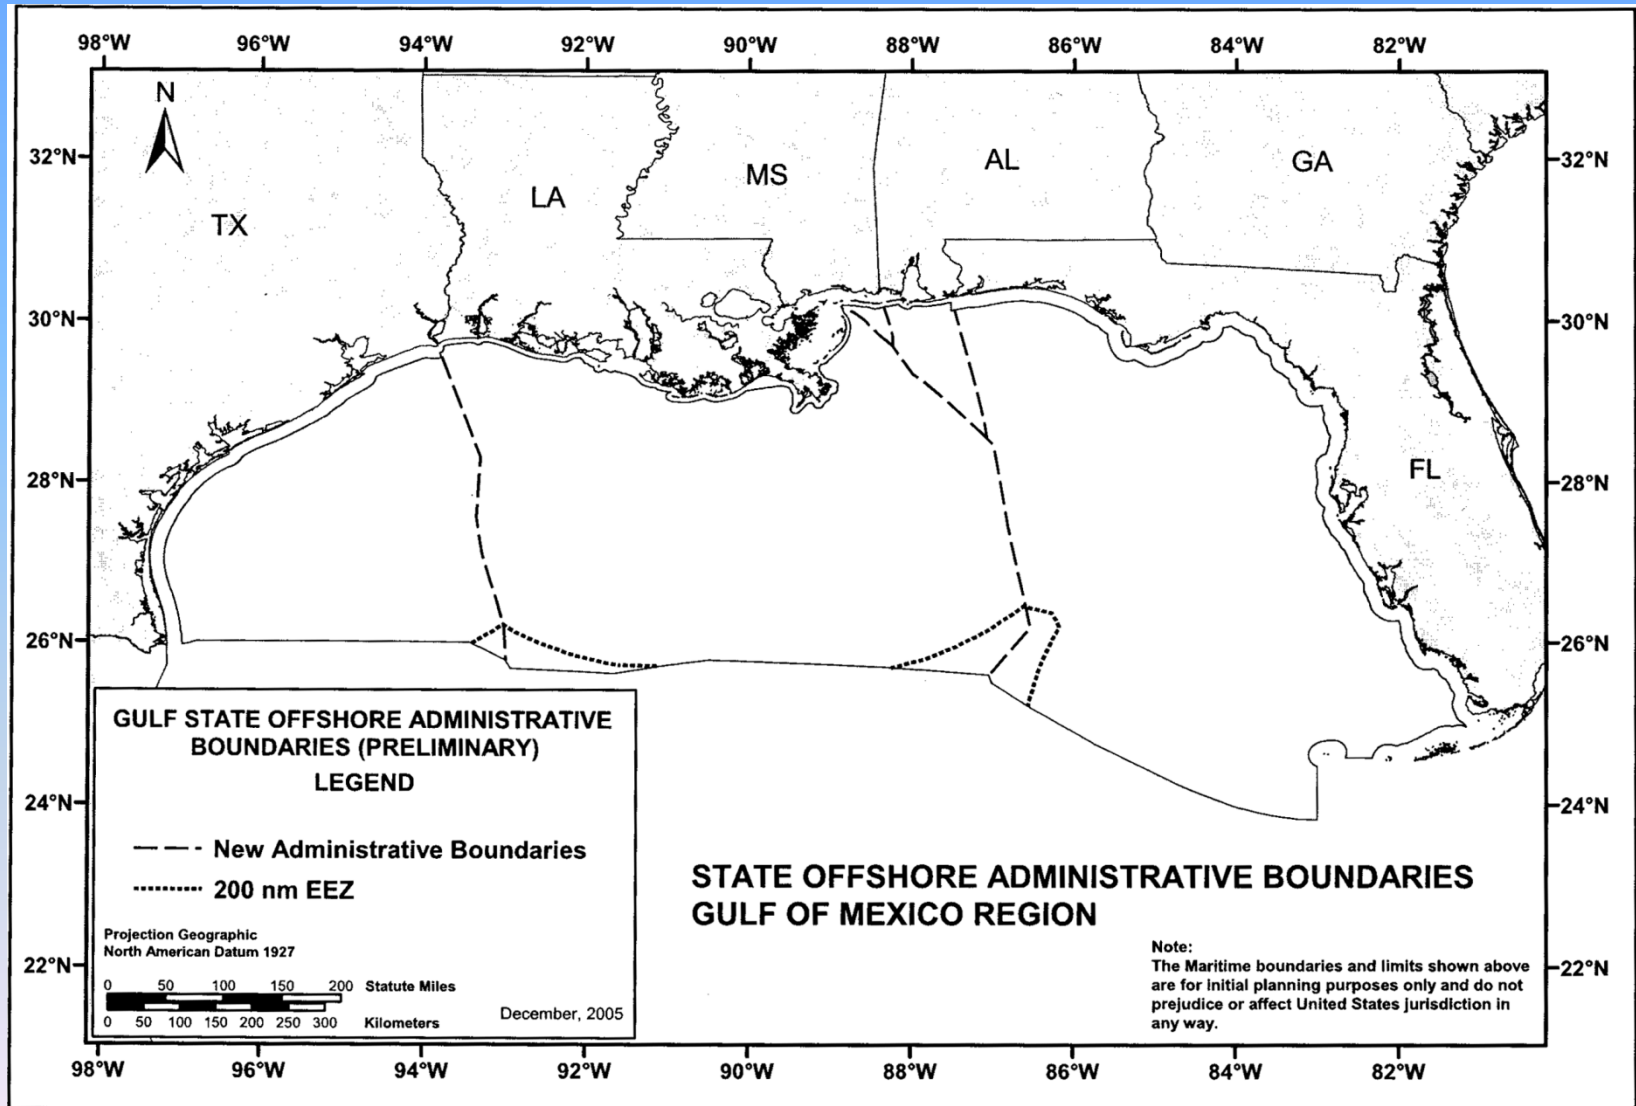 98°W 96°W 94°W 92°W 90°W 88°W 86°W 84°W 82°W
N
32°N 32°N
TX
LA
MS
AL
GA
30°N 30°N
28°N 28°N
FL
26°N 26°N
24°N 24°N
22°N 22°N
GULF STATE OFFSHORE ADMINISTRATIVE
BOUNDARIES (PRELIMINARY)
LEGEND
New Administrative Boundaries
200 nm EEZ
Projection Geographic
North American Datum 1927
0 50 100 150 200 Statute Miles
0 50 100 150 200 250 300 Kilometers
December, 2005
STATE OFFSHORE ADMINISTRATIVE BOUNDARIES
GULF OF MEXICO REGION
Note:
The Maritime boundaries and limits shown above
are for initial planning purposes only and do not
prejudice or affect United States jurisdiction in
any way.
98°W 96°W 94°W 92°W 90°W 88°W 86°W 84°W 82°W